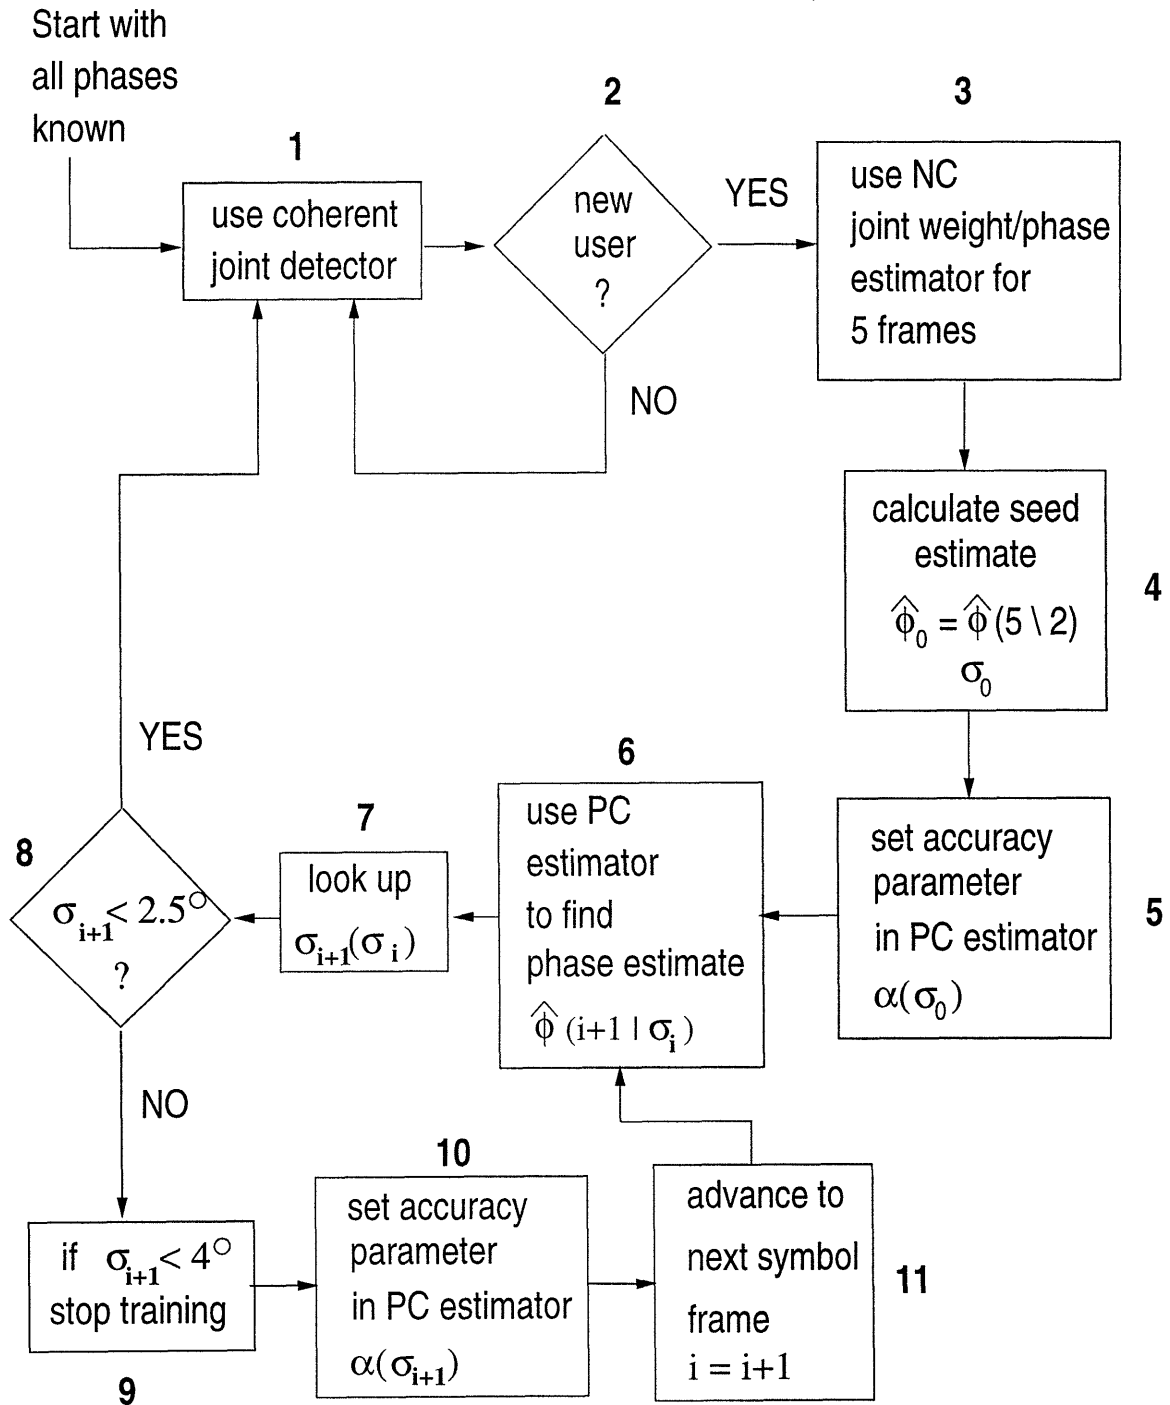 Start with
all phases
known
1
use coherent
joint detector
2
new
user
?
YES
NO
3
use NC
joint weight/phase
estimator for
5 frames
4
calculate seed
estimate
φ̂₀ = φ̂(5 \ 2)
σ₀
5
set accuracy
parameter
in PC estimator
α(σ₀)
6
use PC
estimator
to find
phase estimate
φ̂ (i+1 | σᵢ)
7
look up
σᵢ₊₁(σᵢ)
8
σᵢ₊₁ < 2.5°
?
YES
NO
9
if σᵢ₊₁ < 4°
stop training
10
set accuracy
parameter
in PC estimator
α(σᵢ₊₁)
11
advance to
next symbol
frame
i = i+1